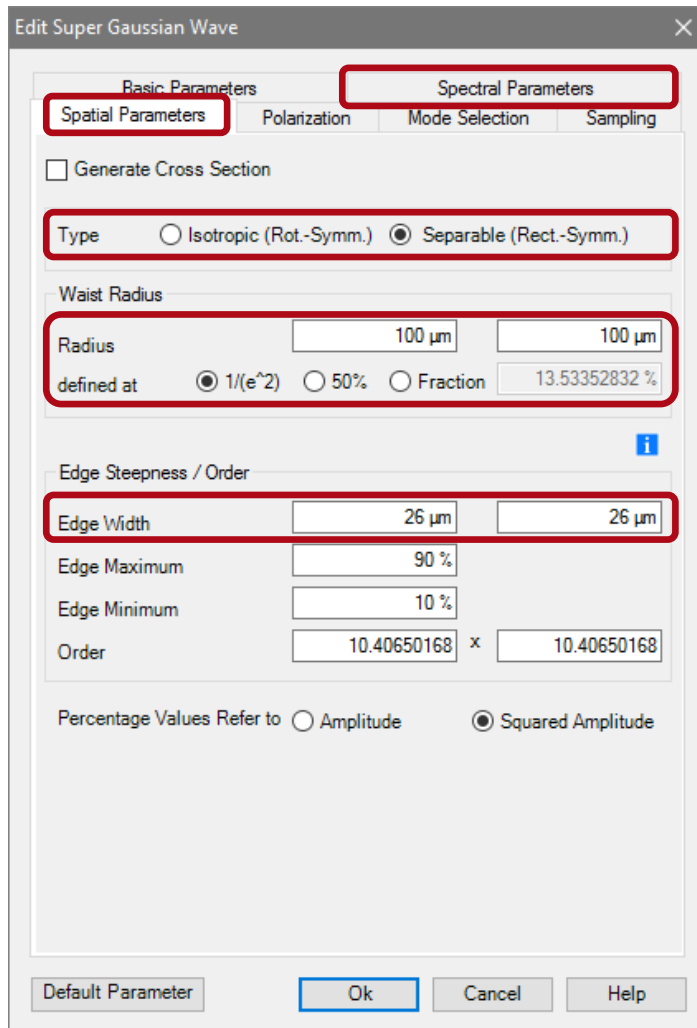 Edit Super Gaussian Wave
Basic Parameters Spectral Parameters
Spatial Parameters Polarization Mode Selection Sampling
Generate Cross Section
Type Isotropic (Rot.-Symm.) Separable (Rect.-Symm.)
Waist Radius
Radius 100 µm 100 µm
defined at 1/(e^2) 50% Fraction 13.53352832 %
i
Edge Steepness / Order
Edge Width 26 µm 26 µm
Edge Maximum 90 %
Edge Minimum 10 %
Order 10.40650168 x 10.40650168
Percentage Values Refer to Amplitude Squared Amplitude
Default Parameter Ok Cancel Help